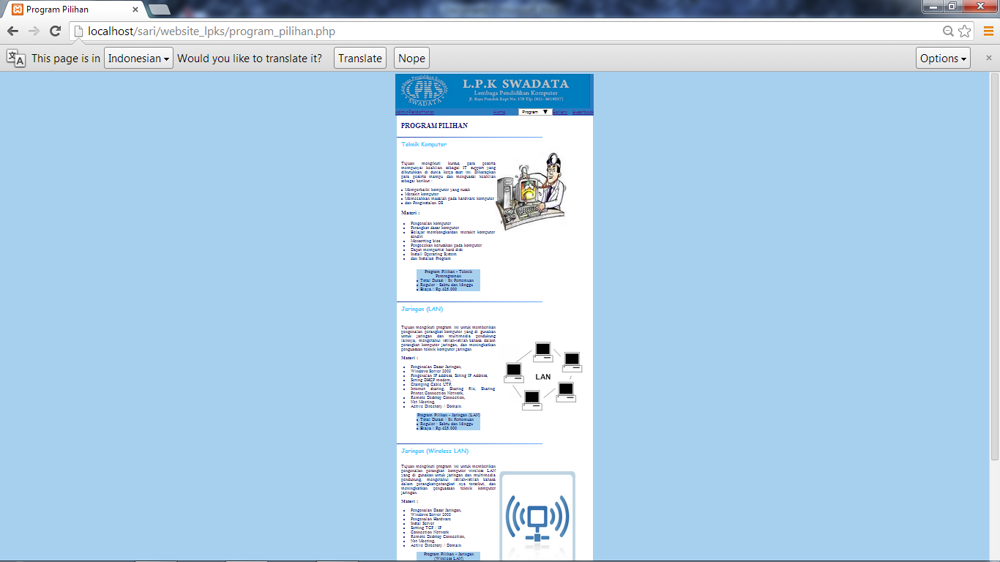 Program Pilihan
localhost/sari/website_lpks/program_pilihan.php
This page is in Indonesian Would you like to translate it? Translate Nope Options
Lembaga Pendidikan Komputer
LPKS
SWADATA
L.P.K SWADATA
Lembaga Pendidikan Komputer
Jl. Raya Pondok Kopi No. 178 Tlp. (021- 8619257)
Admin Pendaftaran Home Program Gallery Guestbook
PROGRAM PILIHAN
Teknik Komputer
Tujuan mengikuti kursus, para peserta
mempunyai keahlian sebagai IT support yang
dibutuhkan di dunia kerja saat ini. Diharapkan
para peserta mampu dan menguasai keahlian
sebagai berikut :
• Memperbaiki komputer yang rusak
• Merakit komputer
• Memecahkan masalah pada hardware komputer
• dan Penginstalan OS
Materi :
• Pengenalan komputer
• Perangkat dasar komputer
• Belajar membongkardan merakit komputer
sendiri
• Mensetting bios
• Pengecekan kerusakan pada komputer
• Dapat mempartisi hard disk
• Install Operating System
• dan Instalasi Program
Program Pilihan - Teknik
Pemrograman
• Total Durasi : 8x Pertemuan
• Reguler : Sabtu dan Minggu
• Biaya : Rp.425.000
Jaringan (LAN)
Tujuan mengikuti program ini untuk memberikan
pengenalan perangkat komputer yang di gunakan
untuk jaringan dan multimedia pendukung
lainnya, mengetahui istilah-istilah bahasa dalam
perangkat komputer jaringan, dan meningkatkan
penguasaan teknik komputer jaringan
Materi :
• Pengenalan Dasar Jaringan,
• Windows Server 2003
• Pengenalan IP address, Seting IP Address,
• Seting DHCP modem,
• Cramping Cable UTP,
• Internet sharing, Sharing file, Sharing
Printer, Connection Network,
• Remote Desktop Connection,
• Net Meeting,
• Active Directory / Domain
LAN
Program Pilihan - Jaringan (LAN)
• Total Durasi : 8x Pertemuan
• Reguler : Sabtu dan Minggu
• Biaya : Rp.425.000
Jaringan (Wireless LAN)
Tujuan mengikuti program ini untuk memberikan
pengenalan perangkat komputer wireless LAN
yang di gunakan untuk jaringan dan multimedia
pendukung, mengetahui istilah-istilah bahasa
dalam perangkat-perangkat nya tersebut, dan
meningkatkan penguasaan teknik komputer
jaringan.
Materi :
• Pengenalan Dasar Jaringan,
• Windows Server 2003
• Pengenalan Hardware
• Instal Server
• Setting TCP / IP
• Connection Network
• Remote Desktop Connection,
• Net Meeting,
• Active Directory / Domain
Program Pilihan - Jaringan
(Wireless LAN)